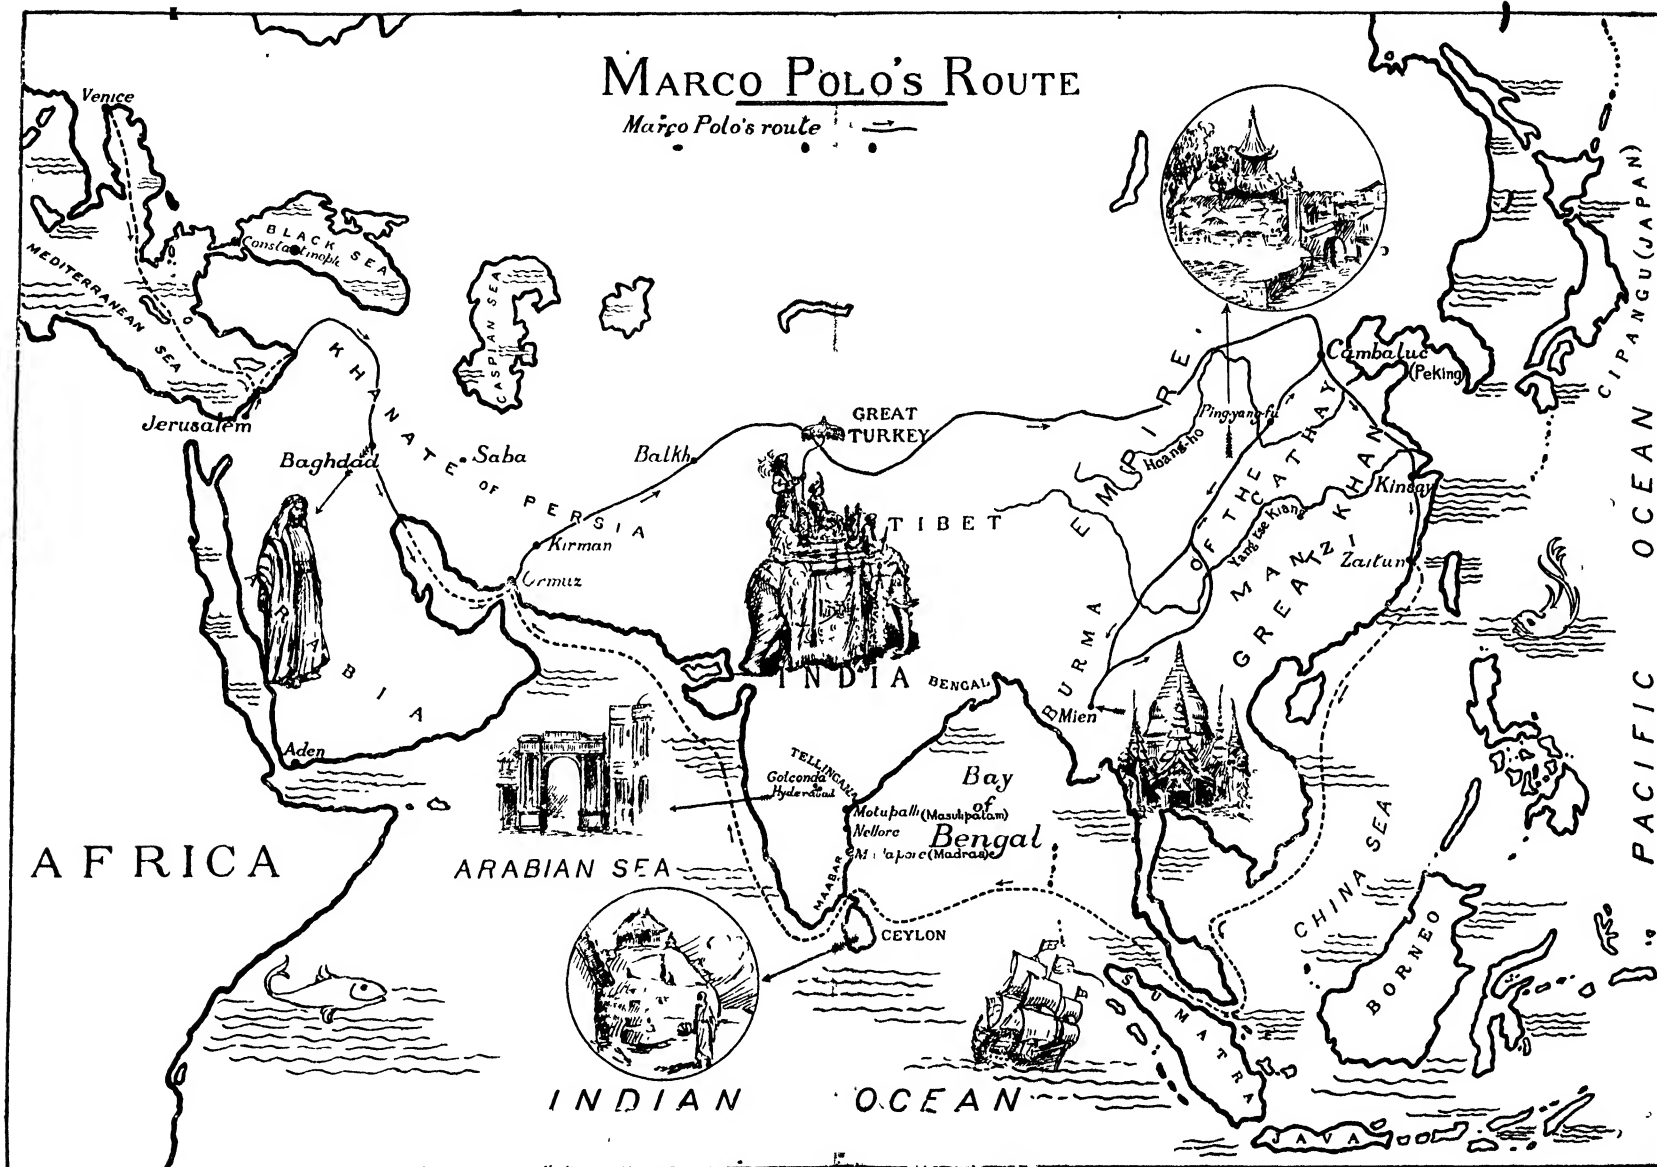 MARCO POLO'S ROUTE
Marco Polo's route
Venice
BLACK SEA
Constantinople
MEDITERRANEAN SEA
CASPIAN SEA
Jerusalem
KHANATE OF PERSIA
Baghdad
Saba
Balkh
GREAT
TURKEY
Kirman
Ormuz
ARABIA
Aden
AFRICA
ARABIAN SEA
INDIA
TIBET
BENGAL
TELLINGANA
Golconda
Hyderabad
Motupalli (Masulipatam)
Nellore
(Madras)
MAABAR
CEYLON
Bay
of
Bengal
BURMA
Mien
EMPIRE OF THE GREAT KHAN
CATHAY
MANZI
Hoang-ho
Ping-yang-fu
Yang tse Kiang
Cambaluc
(Peking)
Kinsay
Zaitun
CIPANGU (JAPAN)
PACIFIC OCEAN
CHINA SEA
BORNEO
SUMATRA
JAVA
INDIAN OCEAN